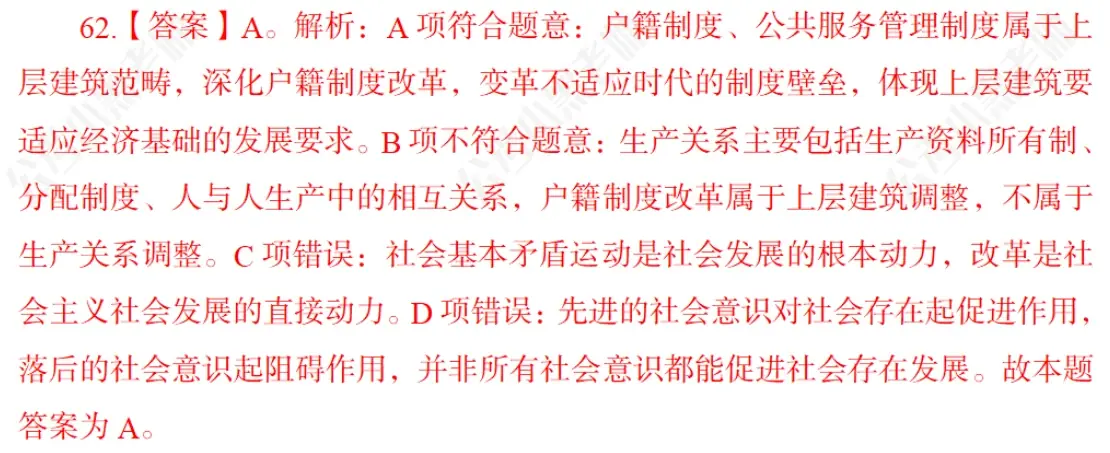 62.【答案】A。解析：A 项符合题意：户籍制度、公共服务管理制度属于上
层建筑范畴，深化户籍制度改革，变革不适应时代的制度壁垒，体现上层建筑要
适应经济基础的发展要求。B 项不符合题意：生产关系主要包括生产资料所有制、
分配制度、人与人生产中的相互关系，户籍制度改革属于上层建筑调整，不属于
生产关系调整。C 项错误：社会基本矛盾运动是社会发展的根本动力，改革是社
会主义社会发展的直接动力。D 项错误：先进的社会意识对社会存在起促进作用，
落后的社会意识起阻碍作用，并非所有社会意识都能促进社会存在发展。故本题
答案为 A。